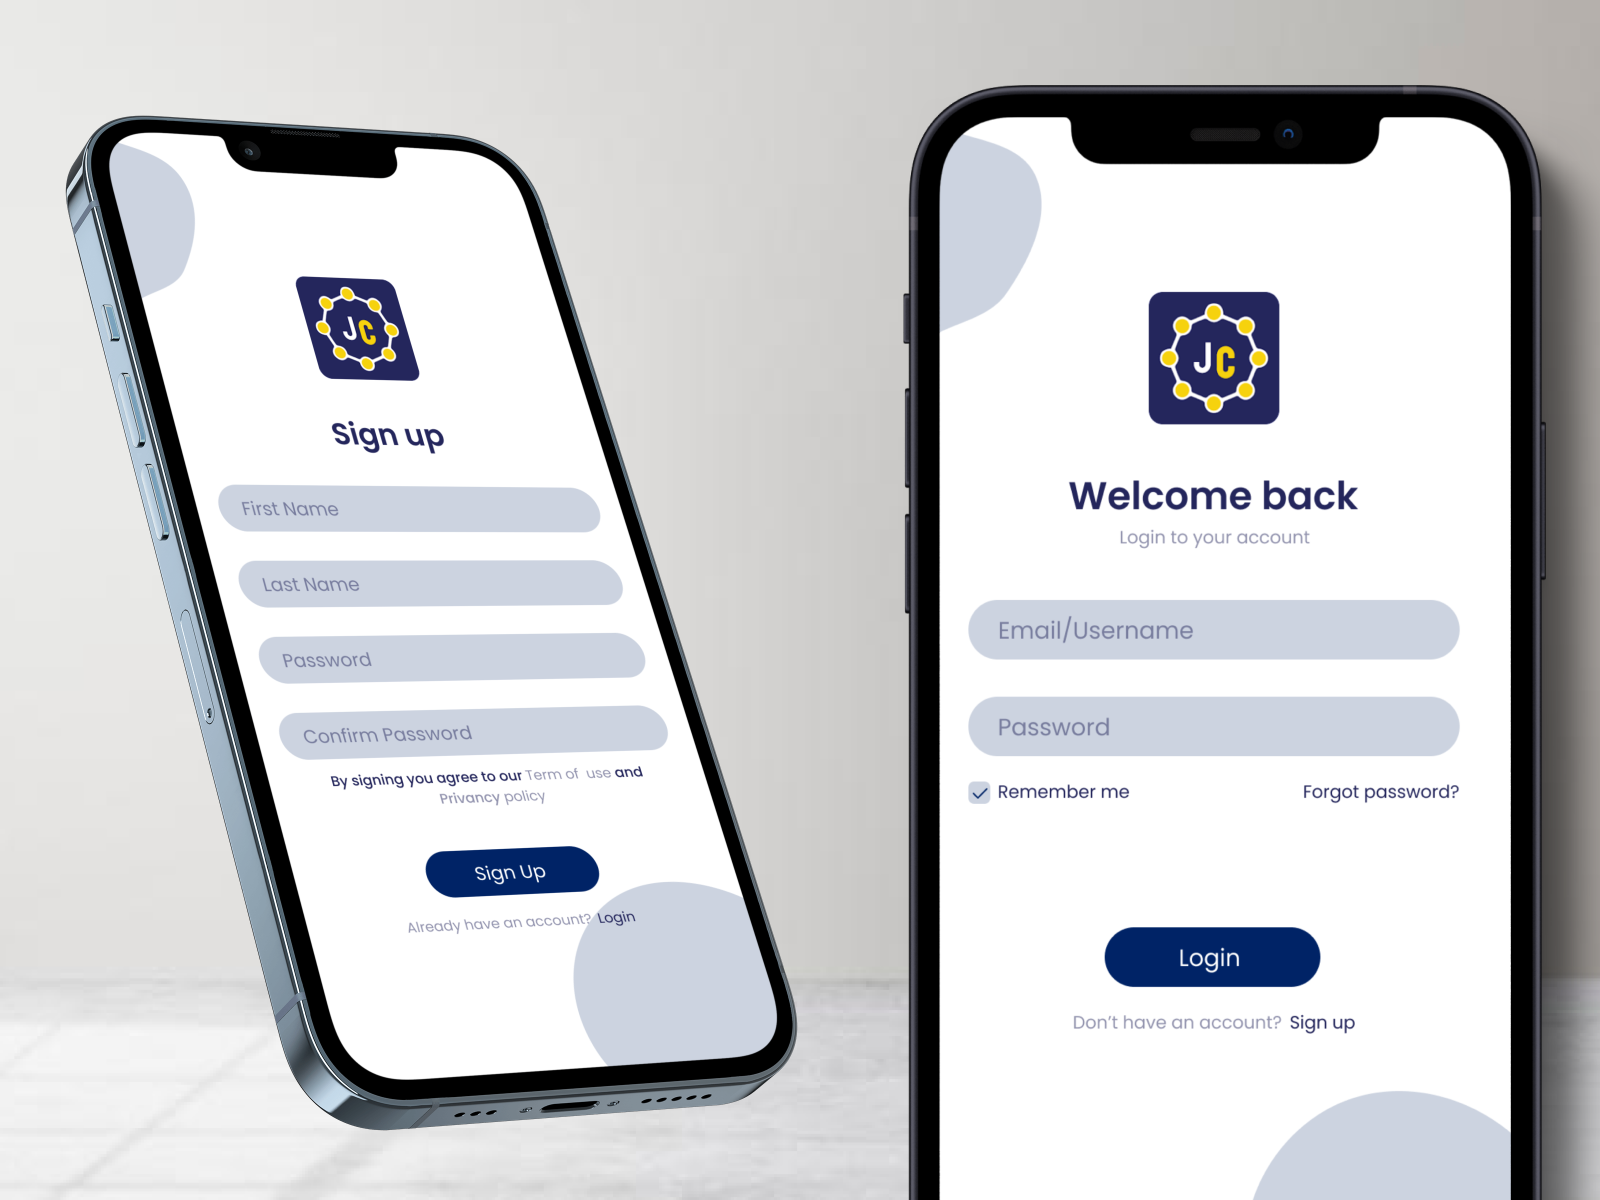 JC
Sign up
First Name
Last Name
Password
Confirm Password
By signing you agree to our Term of use and
Privancy policy
Sign Up
Already have an account? Login
JC
Welcome back
Login to your account
Email/Username
Password
Remember me Forgot password?
Login
Don't have an account? Sign up